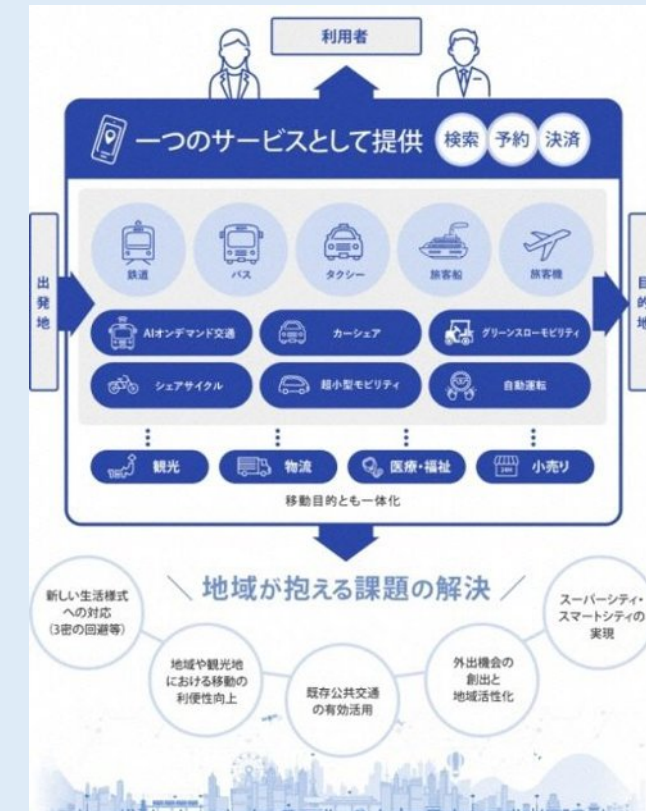 利用者
一つのサービスとして提供 検索 予約 決済
出発地
目的地
鉄道 バス タクシー 旅客船 旅客機
AIオンデマンド交通 カーシェア グリーンスローモビリティ
シェアサイクル 超小型モビリティ 自動運転
観光 物流 医療・福祉 小売り
移動目的とも一体化
地域が抱える課題の解決
新しい生活様式
への対応
(3密の回避等)
地域や観光地
における移動の
利便性向上
既存公共交通
の有効活用
外出機会の
創出と
地域活性化
スーパーシティ・
スマートシティの
実現